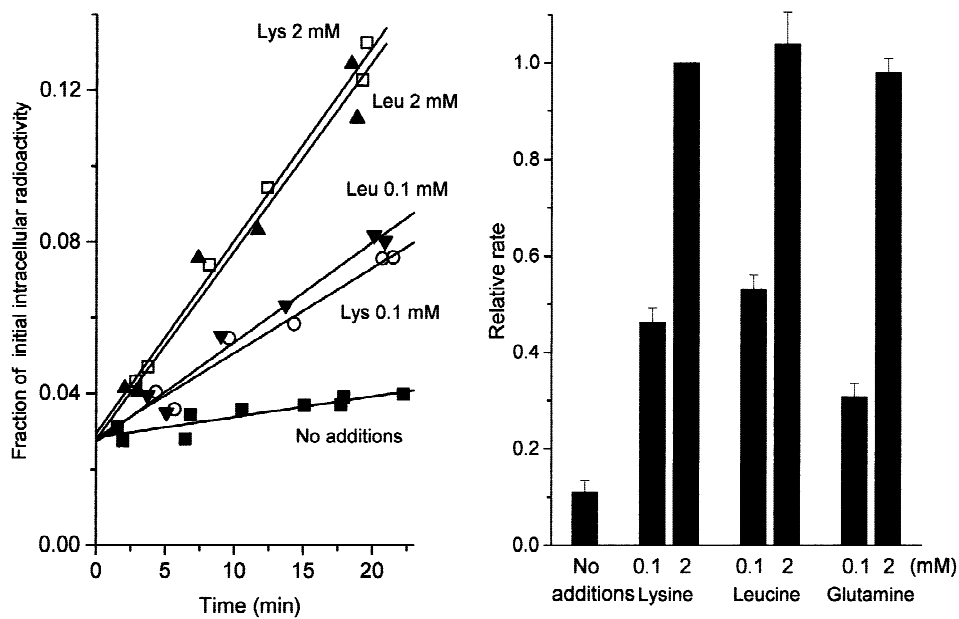 Fraction of initial intracellular radioactivity
0.12
0.08
0.04
0.00
Lys 2 mM
Leu 2 mM
Leu 0.1 mM
Lys 0.1 mM
No additions
0 5 10 15 20
Time (min)
Relative rate
1.0
0.8
0.6
0.4
0.2
0.0
No 0.1 2 0.1 2 0.1 2 (mM)
additions Lysine Leucine Glutamine